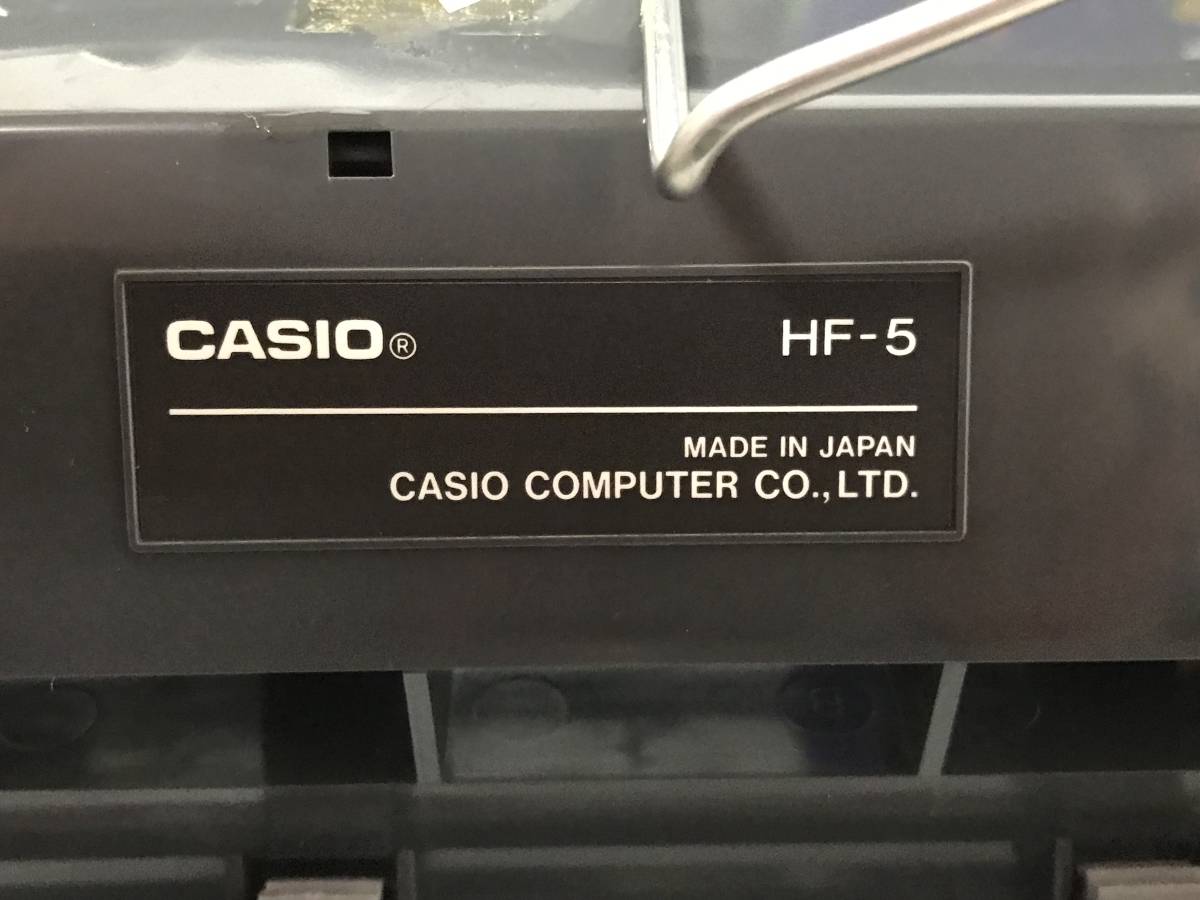 CASIO® HF-5
MADE IN JAPAN
CASIO COMPUTER CO.,LTD.